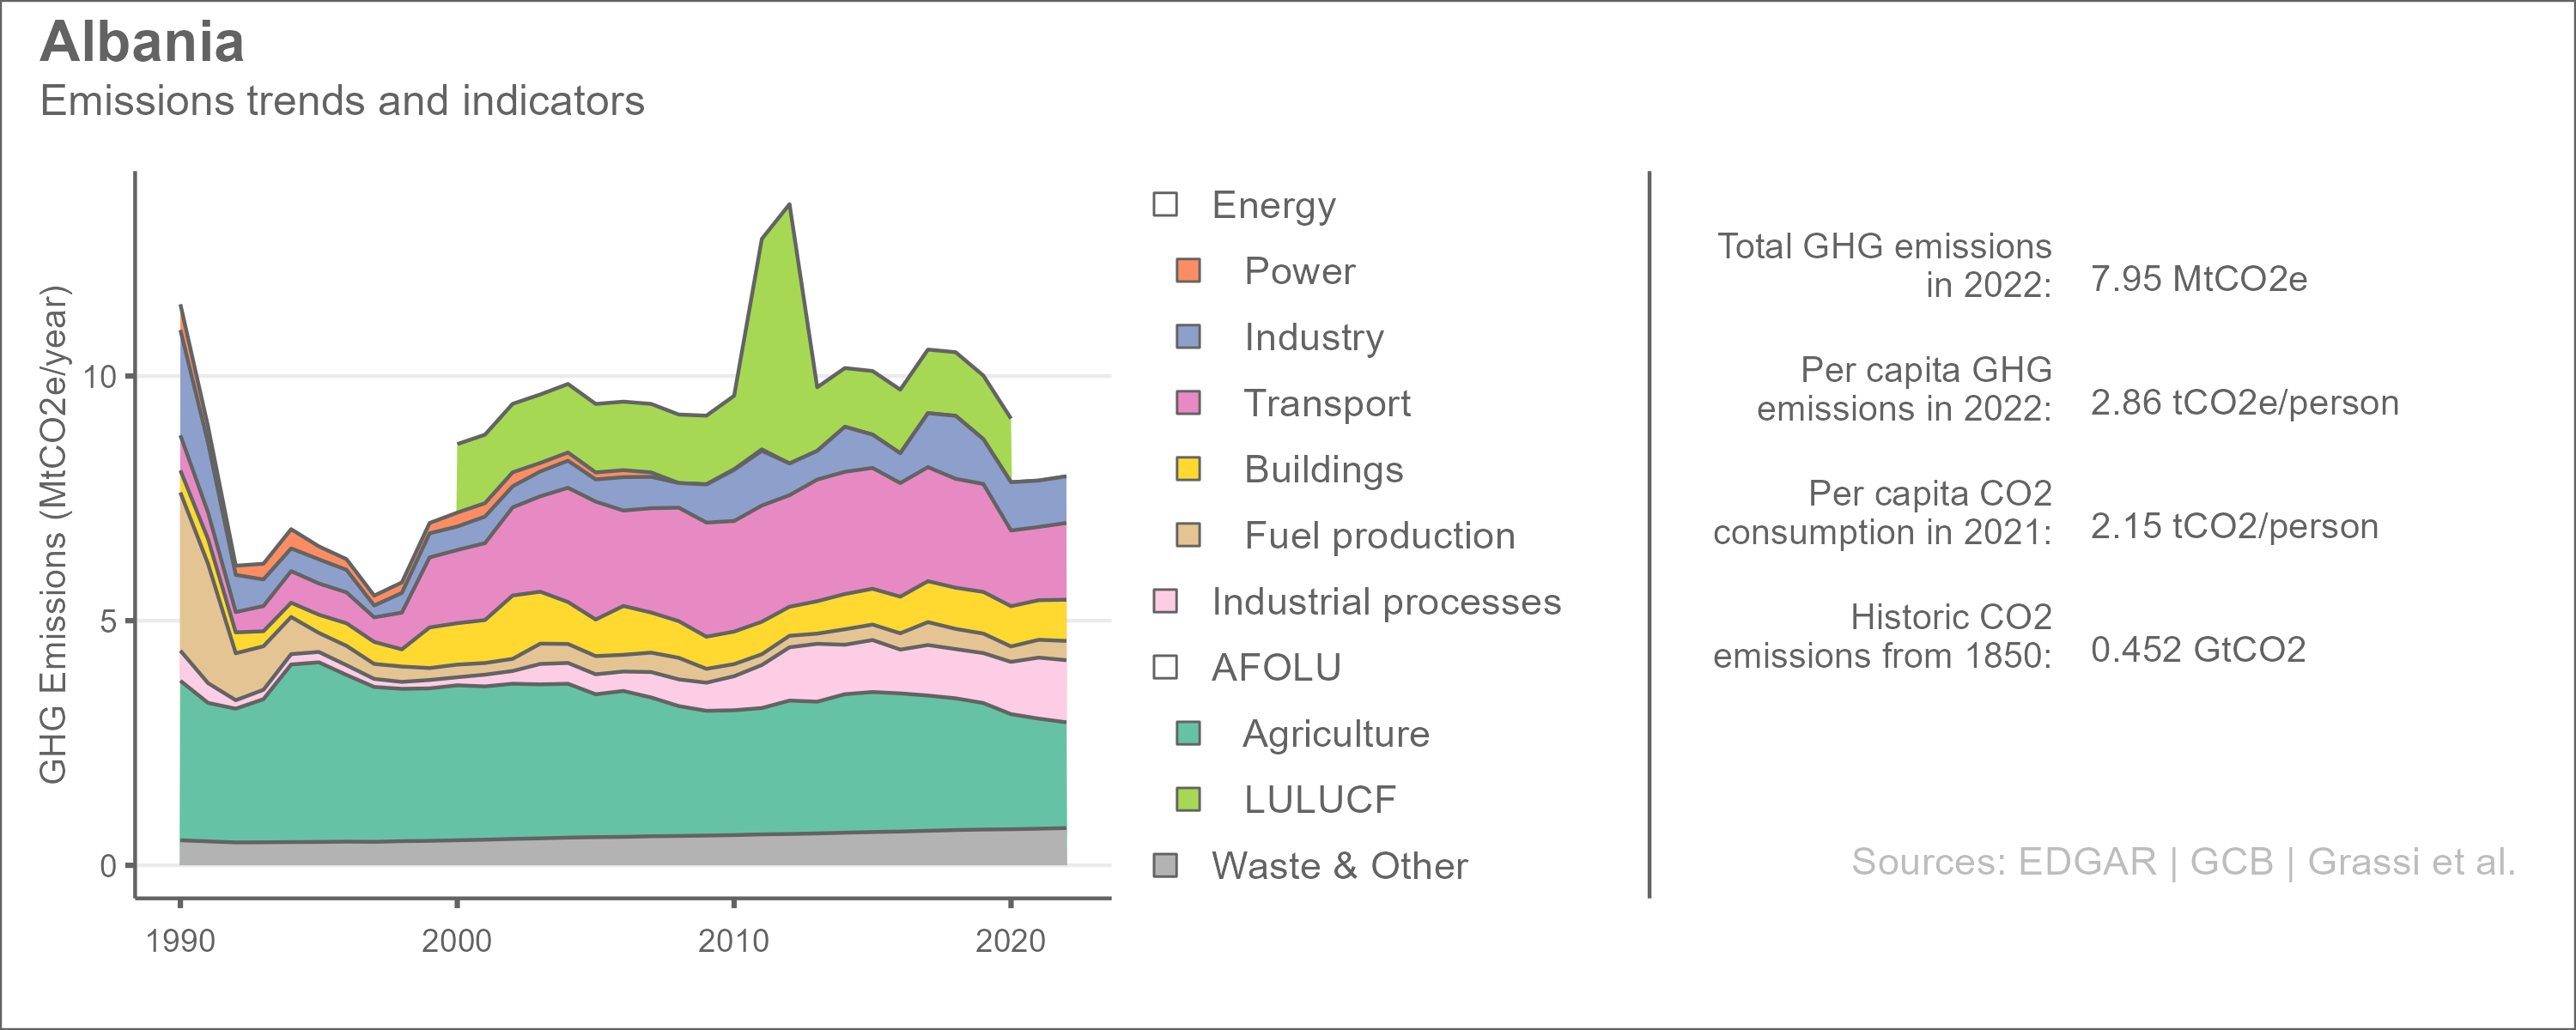 Albania
Emissions trends and indicators
GHG Emissions (MtCO2e/year)
10
5
0
1990
2000
2010
2020
Energy
Power
Industry
Transport
Buildings
Fuel production
Industrial processes
AFOLU
Agriculture
LULUCF
Waste & Other
Total GHG emissions
in 2022:
7.95 MtCO2e
Per capita GHG
emissions in 2022:
2.86 tCO2e/person
Per capita CO2
consumption in 2021:
2.15 tCO2/person
Historic CO2
emissions from 1850:
0.452 GtCO2
Sources: EDGAR | GCB | Grassi et al.